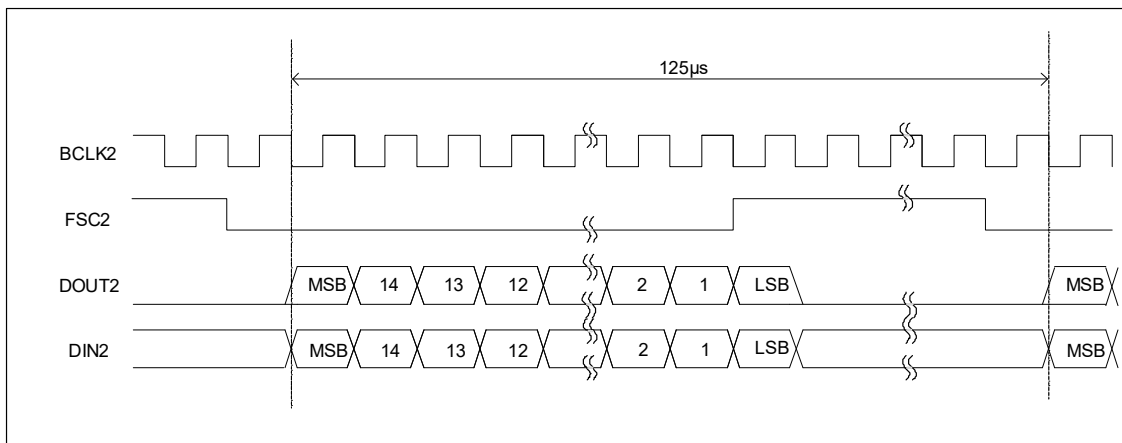 125µs
BCLK2
FSC2
DOUT2 MSB 14 13 12 2 1 LSB MSB
DIN2 MSB 14 13 12 2 1 LSB MSB